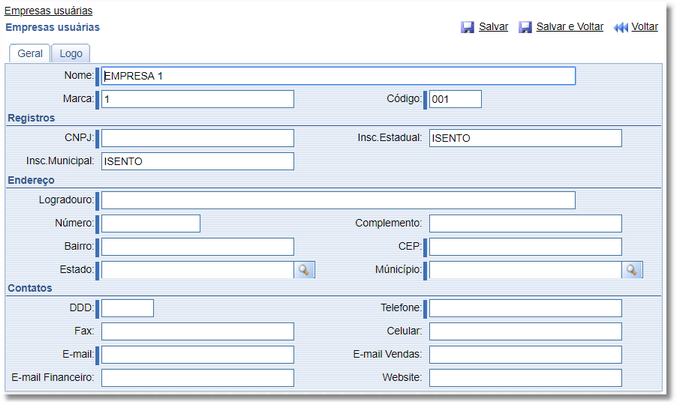 Empresas usuárias
Empresas usuárias Salvar Salvar e Voltar Voltar
Geral Logo
Nome: EMPRESA 1
Marca: 1 Código: 001
Registros
CNPJ: Insc.Estadual: ISENTO
Insc.Municipal: ISENTO
Endereço
Logradouro:
Número: Complemento:
Bairro: CEP:
Estado: Múnicípio:
Contatos
DDD: Telefone:
Fax: Celular:
E-mail: E-mail Vendas:
E-mail Financeiro: Website: